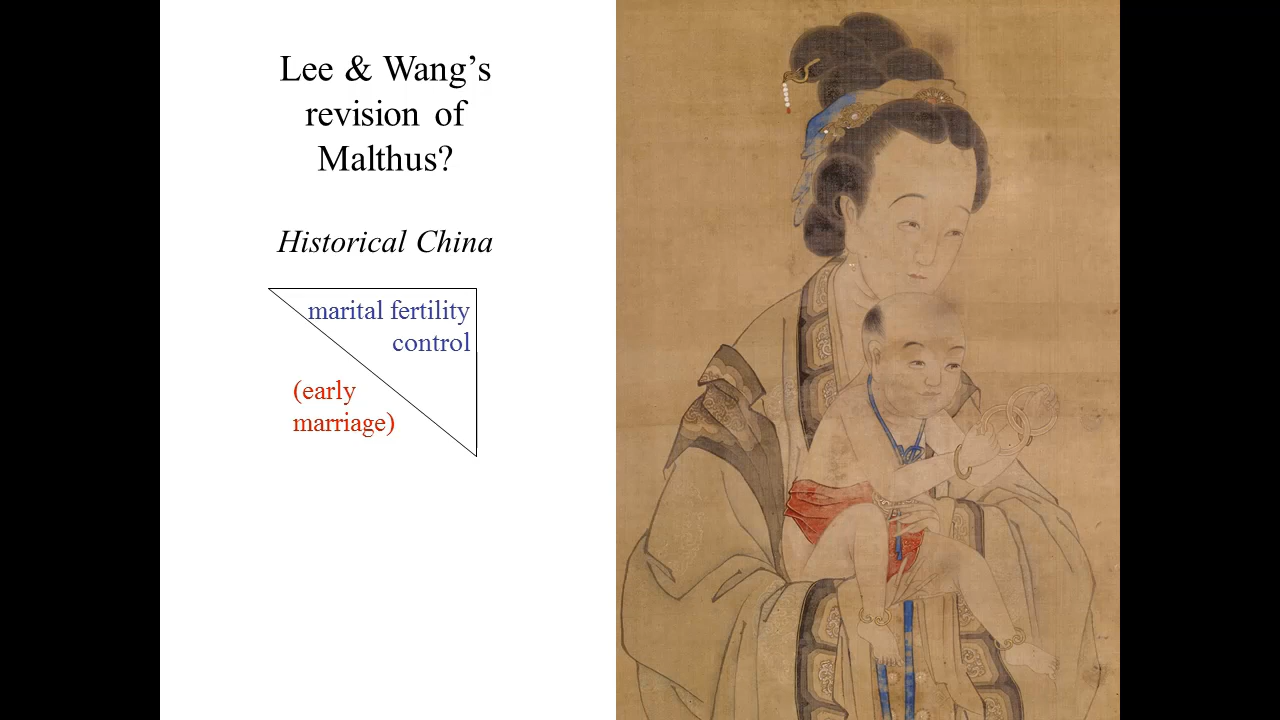 Lee & Wang’s
revision of
Malthus?
Historical China
marital fertility
control
(early
marriage)